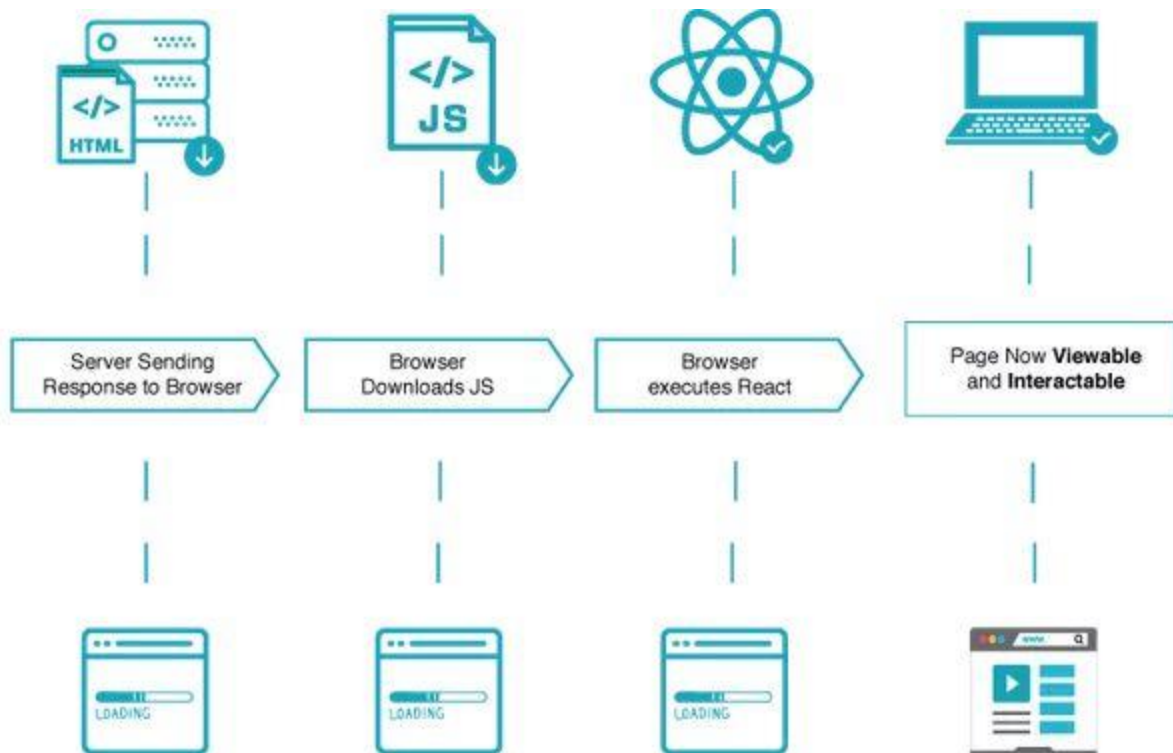 </>
HTML
</>
JS
Server Sending
Response to Browser
Browser
Downloads JS
Browser
executes React
Page Now Viewable
and Interactable
LOADING
LOADING
LOADING
WWW.